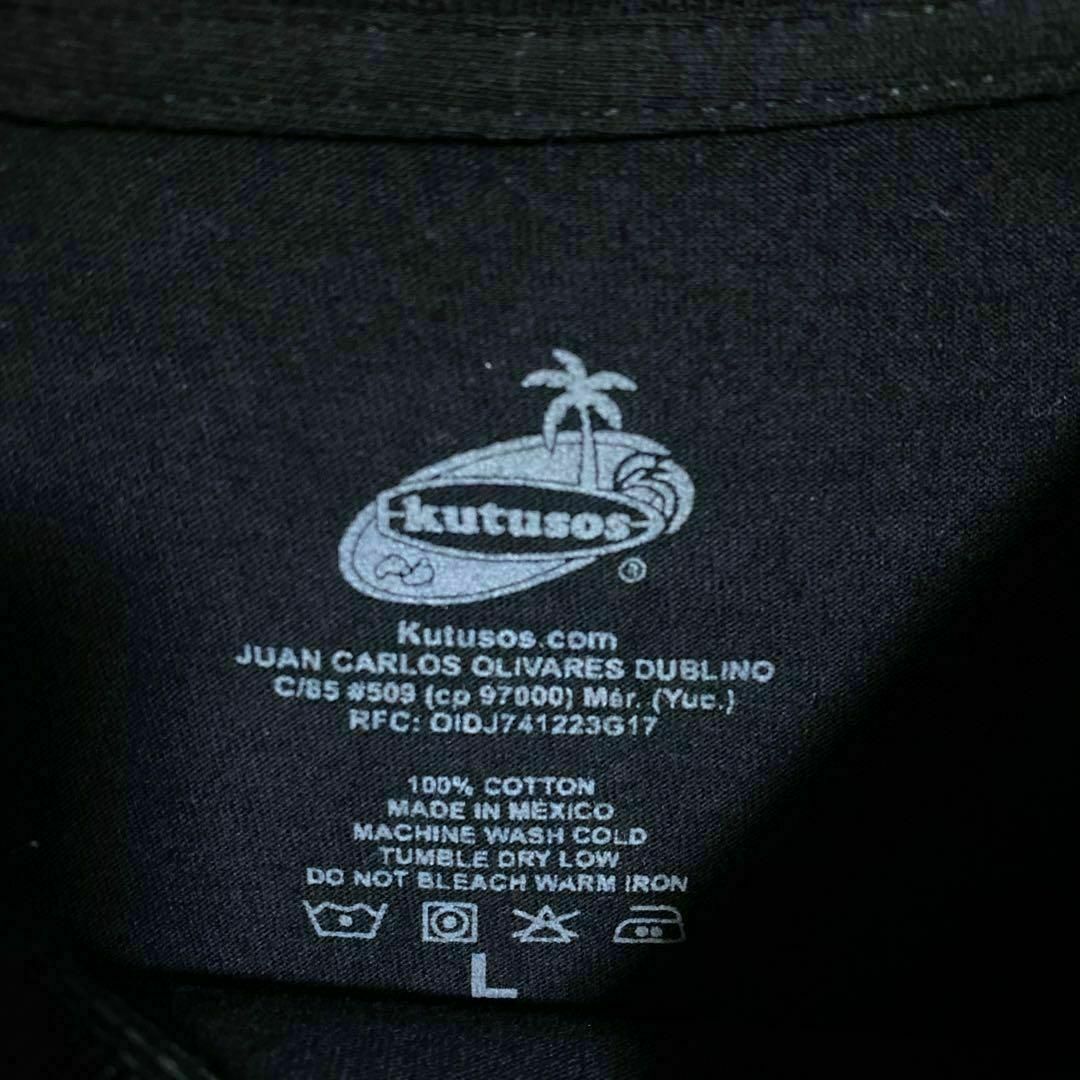 kutusos
®
Kutusos.com
JUAN CARLOS OLIVARES DUBLINO
C/85 #509 (cp 97000) Mér. (Yuc.)
RFC: OIDJ741223G17
100% COTTON
MADE IN MEXICO
MACHINE WASH COLD
TUMBLE DRY LOW
DO NOT BLEACH WARM IRON
L